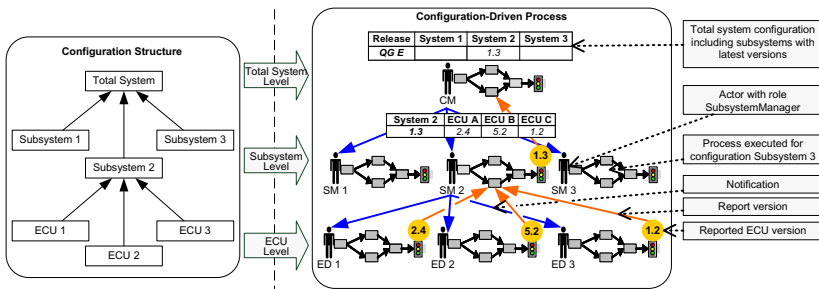 Configuration Structure
Total System
Subsystem 1
Subsystem 3
Subsystem 2
ECU 1
ECU 3
ECU 2
Total System
Level
Subsystem
Level
ECU
Level
Configuration-Driven Process
Release System 1 System 2 System 3
QG E 1.3
CM
System 2 ECU A ECU B ECU C
1.3 2.4 5.2 1.2
1.3
SM 1
SM 2
SM 3
2.4
5.2
1.2
ED 1
ED 2
ED 3
Total system configuration
including subsystems with
latest versions
Actor with role
SubsystemManager
Process executed for
configuration Subsystem 3
Notification
Report version
Reported ECU version